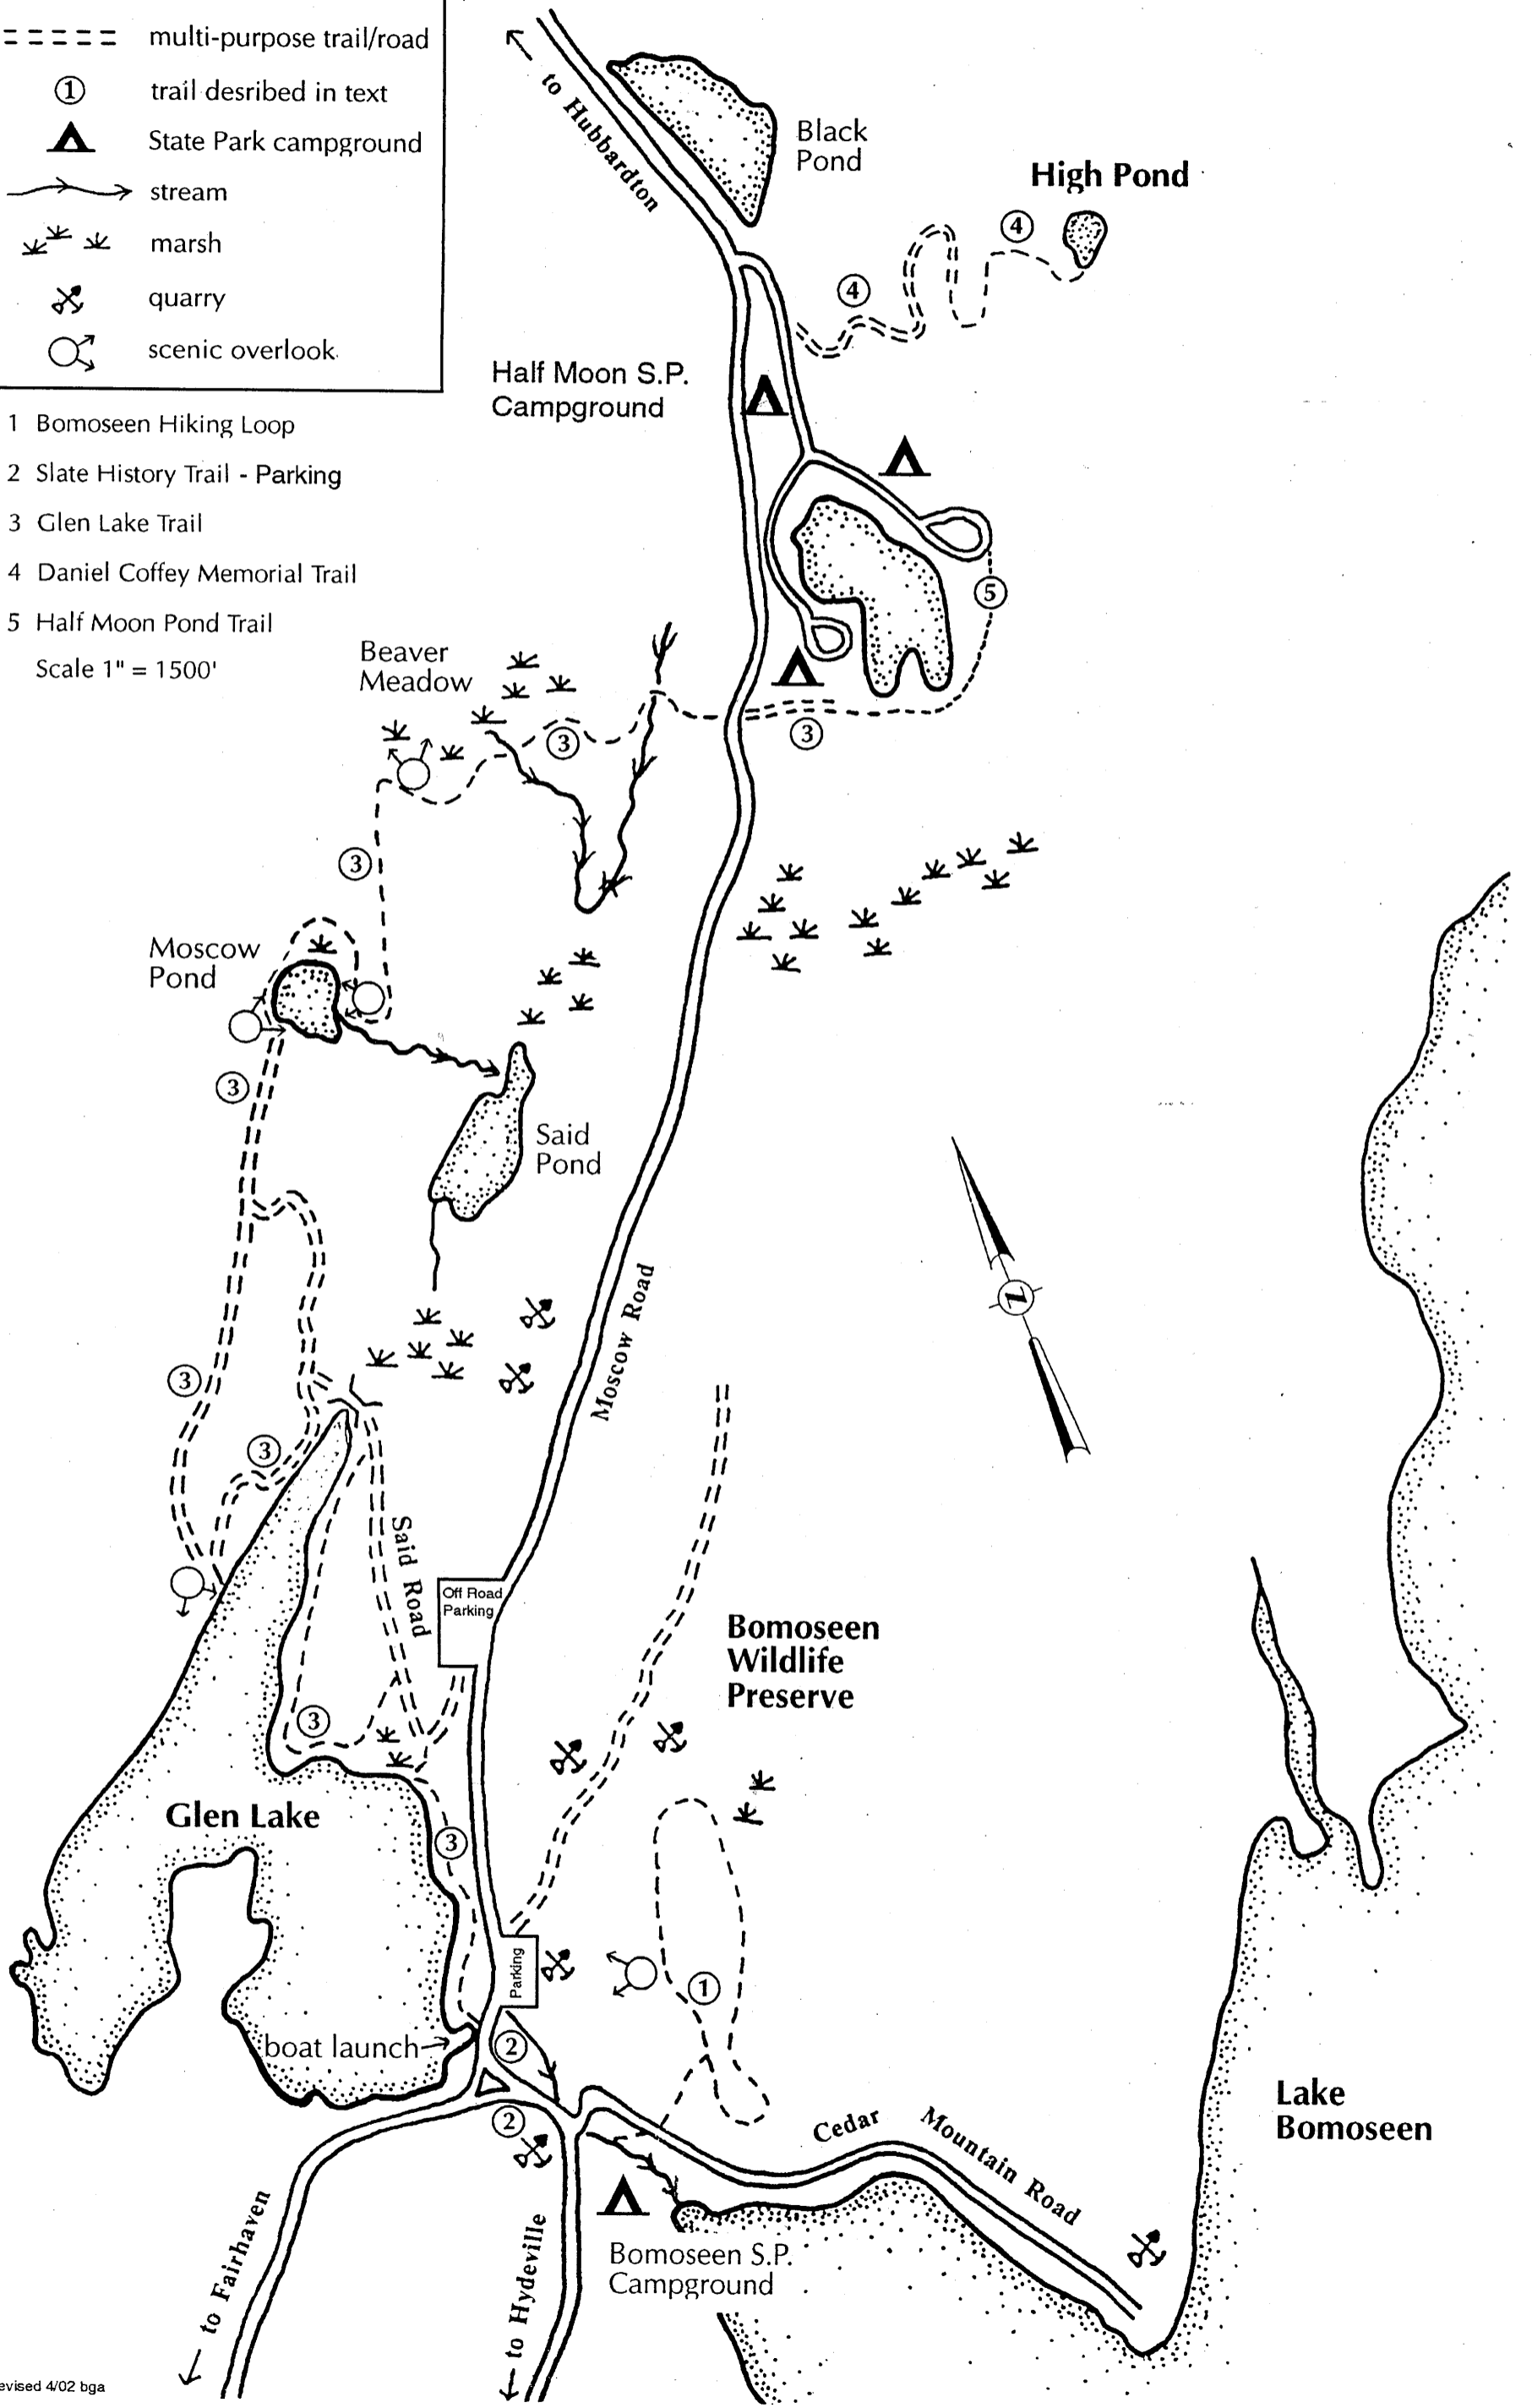 multi-purpose trail/road
1 trail desribed in text
State Park campground
stream
marsh
quarry
scenic overlook
1 Bomoseen Hiking Loop
2 Slate History Trail - Parking
3 Glen Lake Trail
4 Daniel Coffey Memorial Trail
5 Half Moon Pond Trail
Scale 1" = 1500'
to Hubbardton
Black
Pond
High Pond
4
4
Half Moon S.P.
Campground
5
Beaver
Meadow
3
3
3
Moscow
Pond
3
Said
Pond
Moscow Road
N
3
3
Said Road
Off Road
Parking
Bomoseen
Wildlife
Preserve
3
Glen Lake
3
Parking
1
boat launch
2
2
Cedar Mountain Road
Lake
Bomoseen
Bomoseen S.P.
Campground
to Fairhaven
to Hydeville
evised 4/02 bga